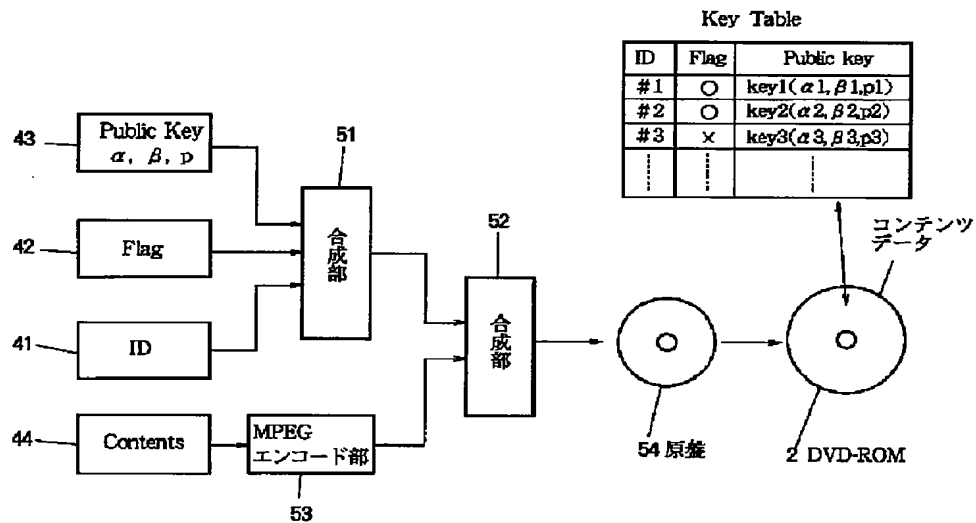 Key Table
ID Flag Public key
#1 ○ key1(α1,β1,p1)
#2 ○ key2(α2,β2,p2)
#3 × key3(α3,β3,p3)
43
Public Key
α, β, p
51
合成部
42
Flag
41
ID
52
合成部
コンテンツ
データ
44
Contents
MPEG
エンコード部
53
54 原盤
2 DVD-ROM